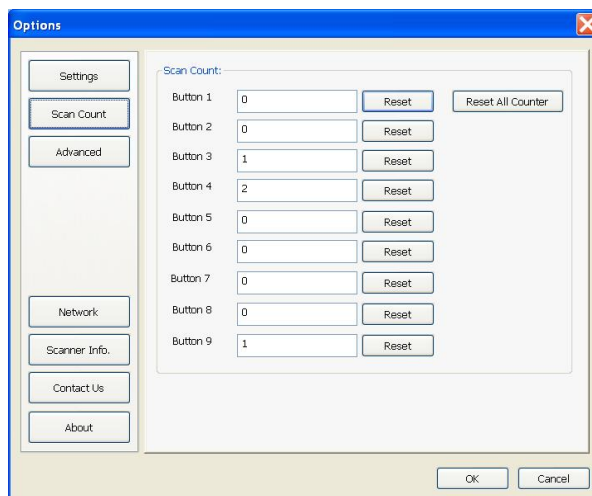 Options
Settings
Scan Count
Advanced
Network
Scanner Info.
Contact Us
About
Scan Count:
Button 1 0 Reset Reset All Counter
Button 2 0 Reset
Button 3 1 Reset
Button 4 2 Reset
Button 5 0 Reset
Button 6 0 Reset
Button 7 0 Reset
Button 8 0 Reset
Button 9 1 Reset
OK Cancel